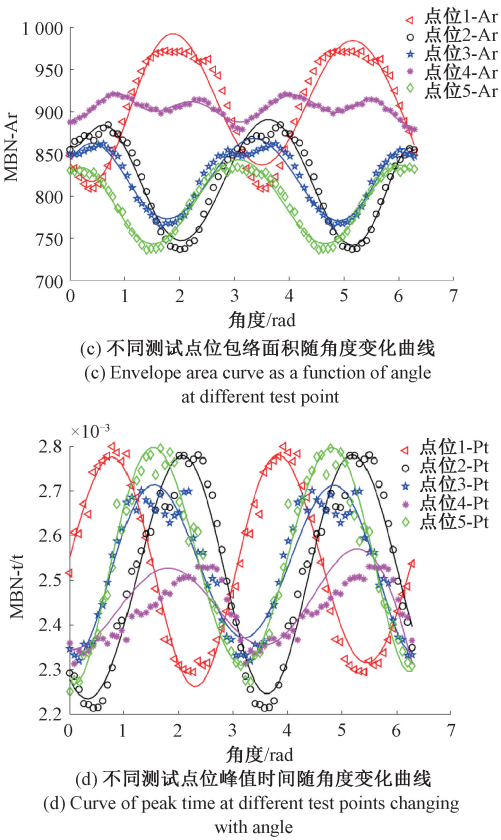 1 000
950
900
850
800
750
700
MBN-Ar
0 1 2 3 4 5 6 7
角度/rad
点位1-Ar
点位2-Ar
点位3-Ar
点位4-Ar
点位5-Ar
(c) 不同测试点位包络面积随角度变化曲线
(c) Envelope area curve as a function of angle
at different test point
×10⁻³
2.8
2.7
2.6
2.5
2.4
2.3
2.2
MBN-t/t
0 1 2 3 4 5 6 7
角度/rad
点位1-Pt
点位2-Pt
点位3-Pt
点位4-Pt
点位5-Pt
(d) 不同测试点位峰值时间随角度变化曲线
(d) Curve of peak time at different test points changing
with angle